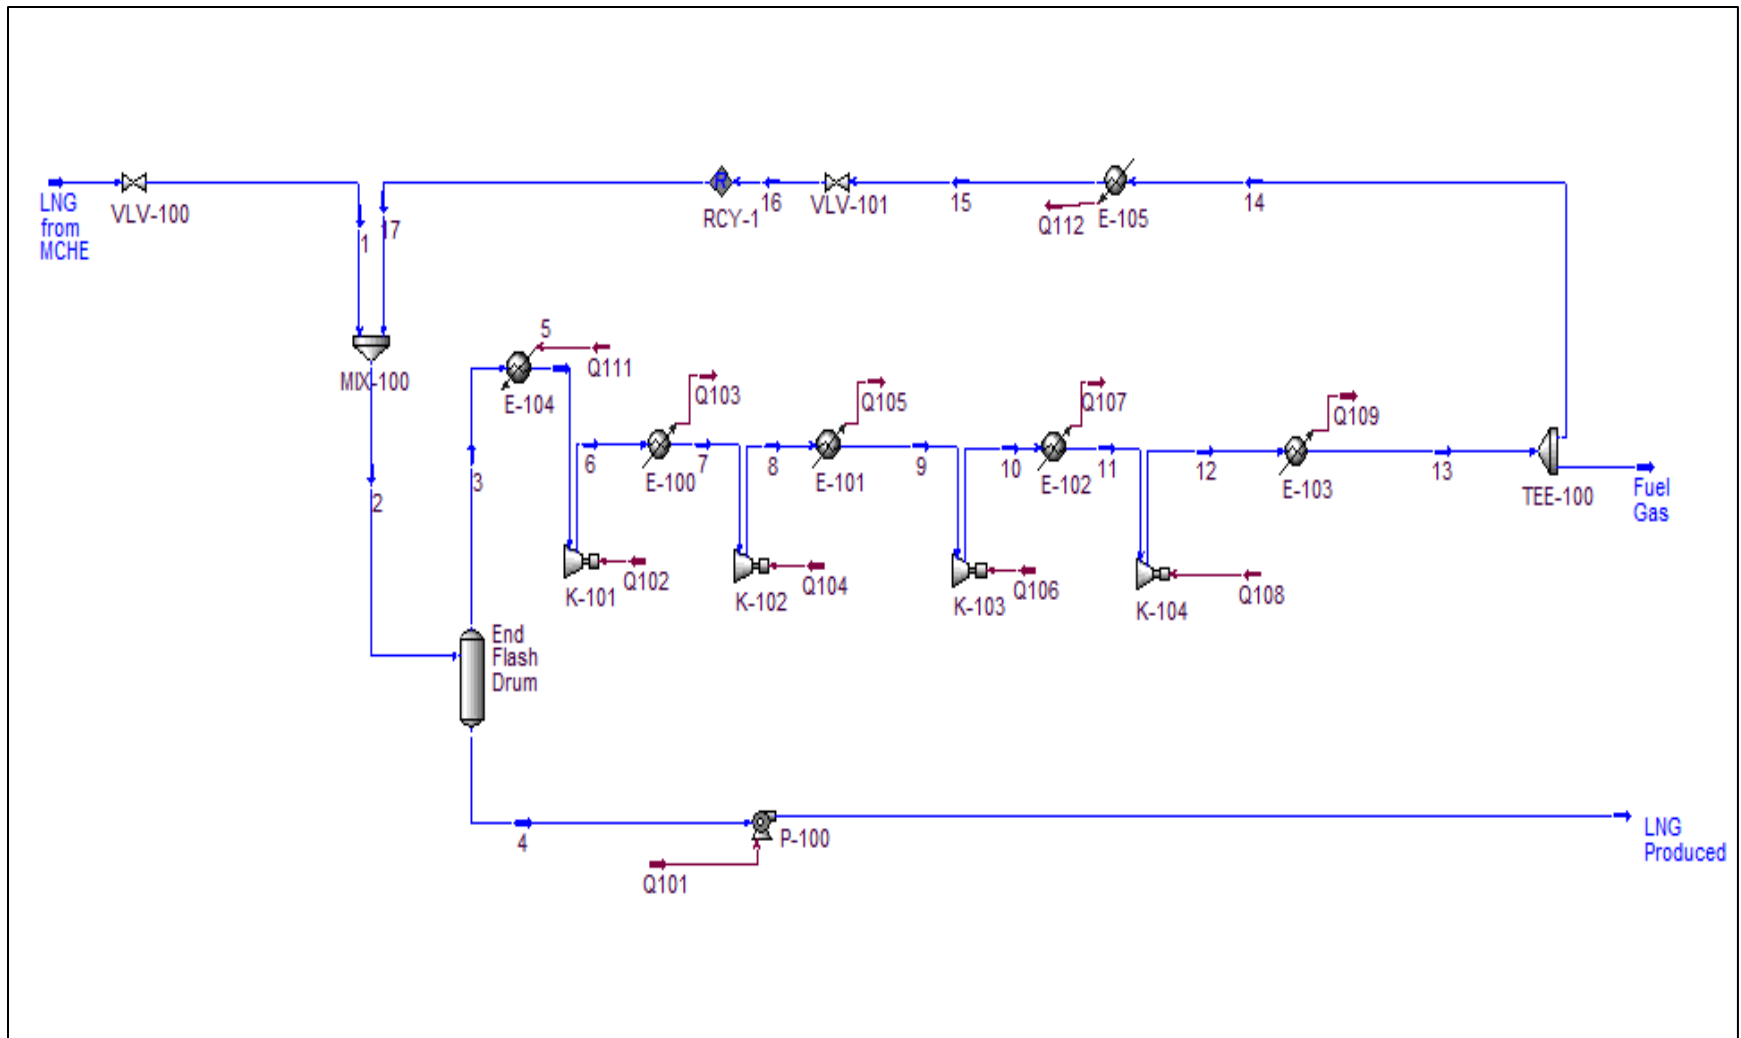 LNG
from
MCHE
VLV-100
1
17
RCY-1
16
VLV-101
15
Q112
E-105
14
MIX-100
2
3
5
Q111
E-104
6
Q103
E-100
7
8
Q105
E-101
9
10
Q107
E-102
11
12
Q109
E-103
13
TEE-100
Fuel
Gas
K-101
Q102
K-102
Q104
K-103
Q106
K-104
Q108
End
Flash
Drum
4
P-100
Q101
LNG
Produced